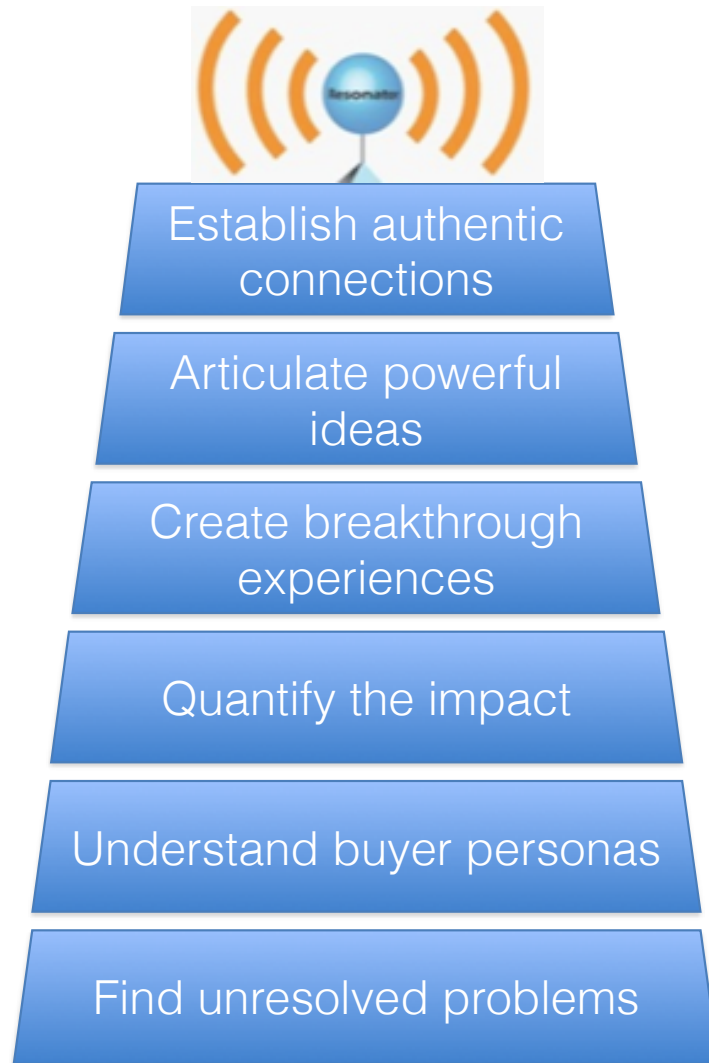 Resonator
Establish authentic
connections
Articulate powerful
ideas
Create breakthrough
experiences
Quantify the impact
Understand buyer personas
Find unresolved problems